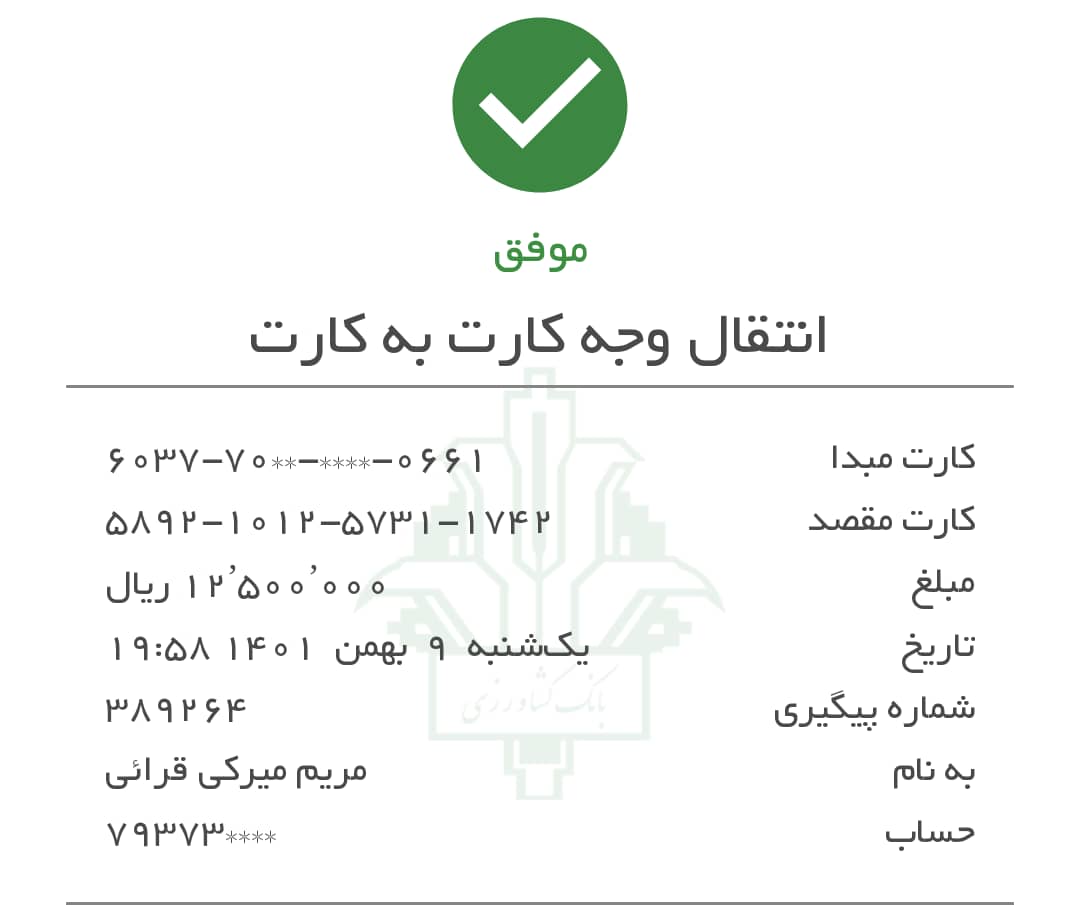 موفق
انتقال وجه کارت به کارت
کارت مبدا ۶۰۳۷-۷۰**-****-۰۶۶۱
کارت مقصد ۵۸۹۲-۱۰۱۲-۵۷۳۱-۱۷۴۲
مبلغ ۱۲٬۵۰۰٬۰۰۰ ریال
تاریخ یک‌شنبه ۹ بهمن ۱۴۰۱ ۱۹:۵۸
شماره پیگیری ۳۸۹۲۶۴
به نام مریم میرکی قرائی
حساب ۷۹۳۷۳****
بانک کشاورزی